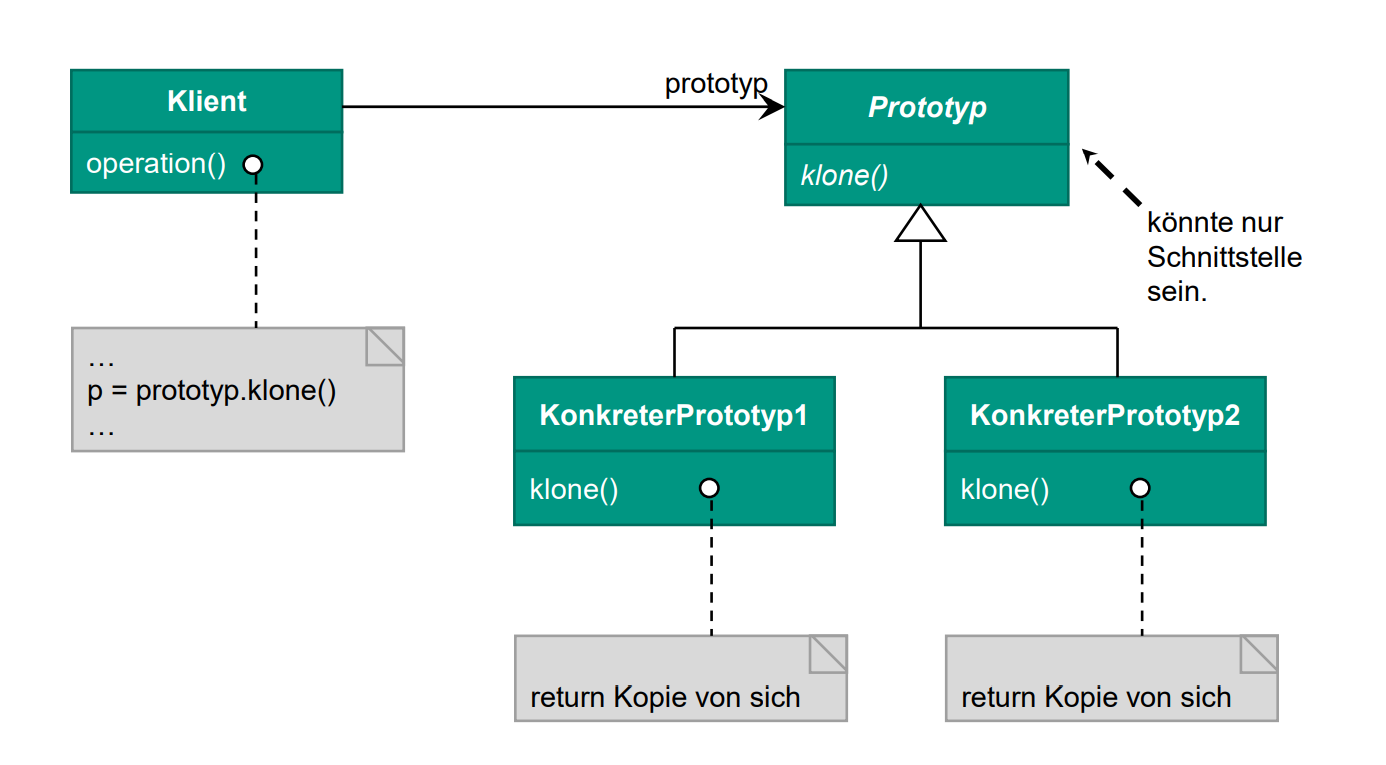 Klient
operation()
prototyp
Prototyp
klone()
könnte nur
Schnittstelle
sein.
…
p = prototyp.klone()
…
KonkreterPrototyp1
klone()
KonkreterPrototyp2
klone()
return Kopie von sich
return Kopie von sich